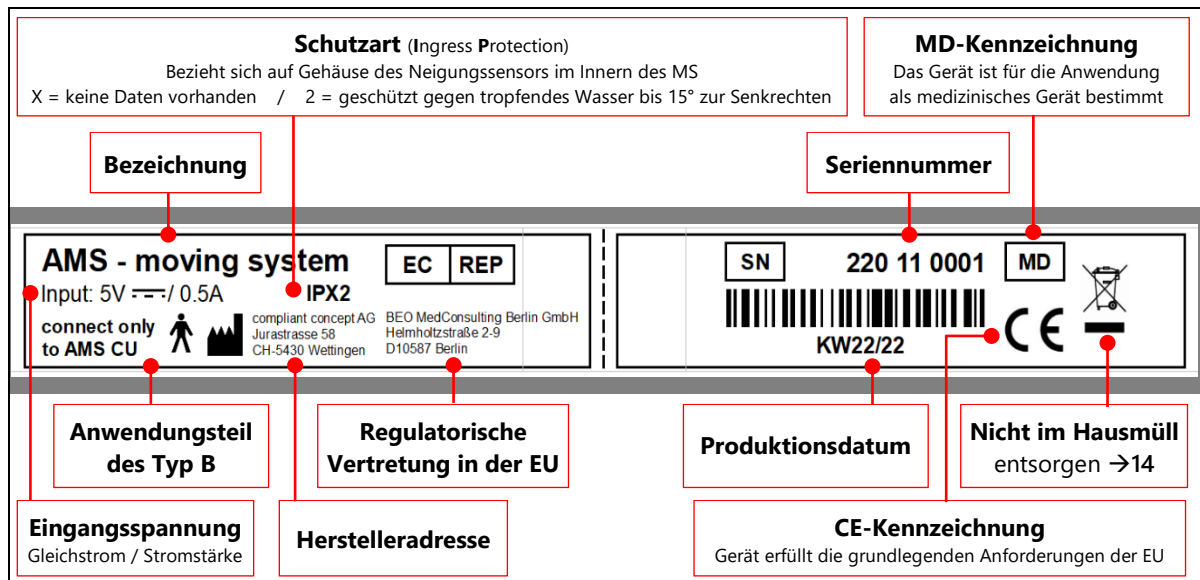 Schutzart (Ingress Protection)
Bezieht sich auf Gehäuse des Neigungssensors im Innern des MS
X = keine Daten vorhanden / 2 = geschützt gegen tropfendes Wasser bis 15° zur Senkrechten
MD-Kennzeichnung
Das Gerät ist für die Anwendung
als medizinisches Gerät bestimmt
Bezeichnung
Seriennummer
AMS - moving system
Input: 5V ⎓/ 0.5A
IPX2
connect only
to AMS CU
compliant concept AG
Jurastrasse 58
CH-5430 Wettingen
EC REP
BEO MedConsulting Berlin GmbH
Helmholtzstraße 2-9
D10587 Berlin
SN 220 11 0001 MD
KW22/22
CE
Anwendungsteil
des Typ B
Regulatorische
Vertretung in der EU
Produktionsdatum
Nicht im Hausmüll
entsorgen →14
Eingangsspannung
Gleichstrom / Stromstärke
Herstelleradresse
CE-Kennzeichnung
Gerät erfüllt die grundlegenden Anforderungen der EU